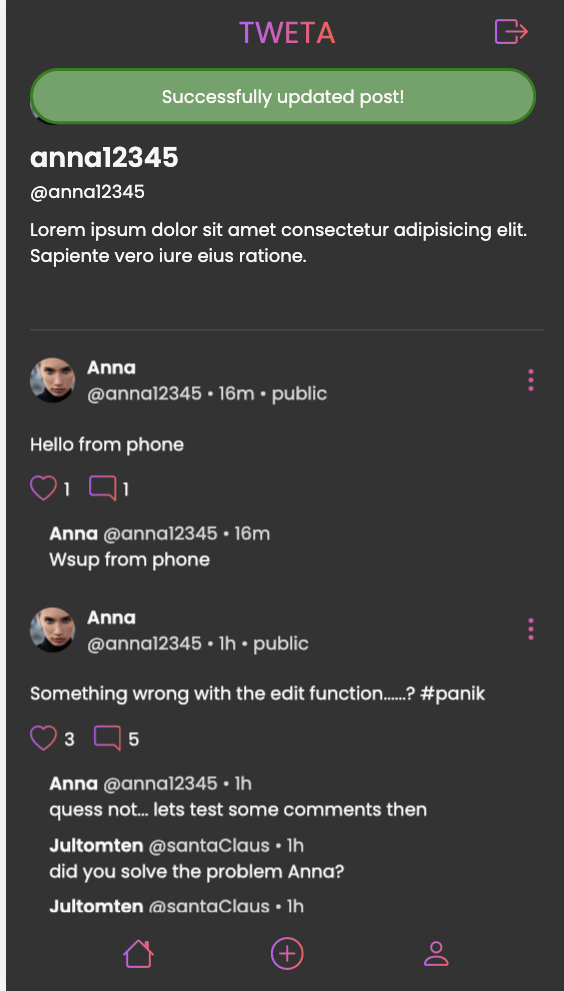 TWETA
Successfully updated post!
anna12345
@anna12345
Lorem ipsum dolor sit amet consectetur adipisicing elit.
Sapiente vero iure eius ratione.
Anna
@anna12345 • 16m • public
Hello from phone
1 1
Anna @anna12345 • 16m
Wsup from phone
Anna
@anna12345 • 1h • public
Something wrong with the edit function......? #panik
3 5
Anna @anna12345 • 1h
quess not... lets test some comments then
Jultomten @santaClaus • 1h
did you solve the problem Anna?
Jultomten @santaClaus • 1h